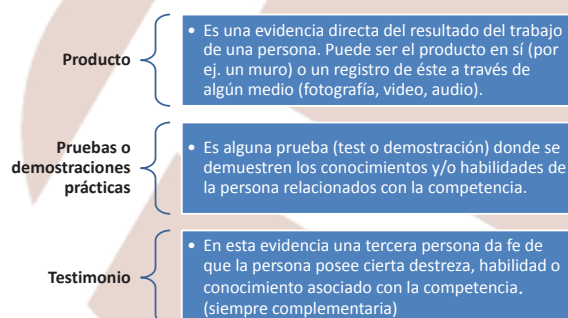 Producto
• Es una evidencia directa del resultado del trabajo
de una persona. Puede ser el producto en sí (por
ej. un muro) o un registro de éste a través de
algún medio (fotografía, video, audio).
Pruebas o
demostraciones
prácticas
• Es alguna prueba (test o demostración) donde se
demuestren los conocimientos y/o habilidades de
la persona relacionados con la competencia.
Testimonio
• En esta evidencia una tercera persona da fe de
que la persona posee cierta destreza, habilidad o
conocimiento asociado con la competencia.
(siempre complementaria)